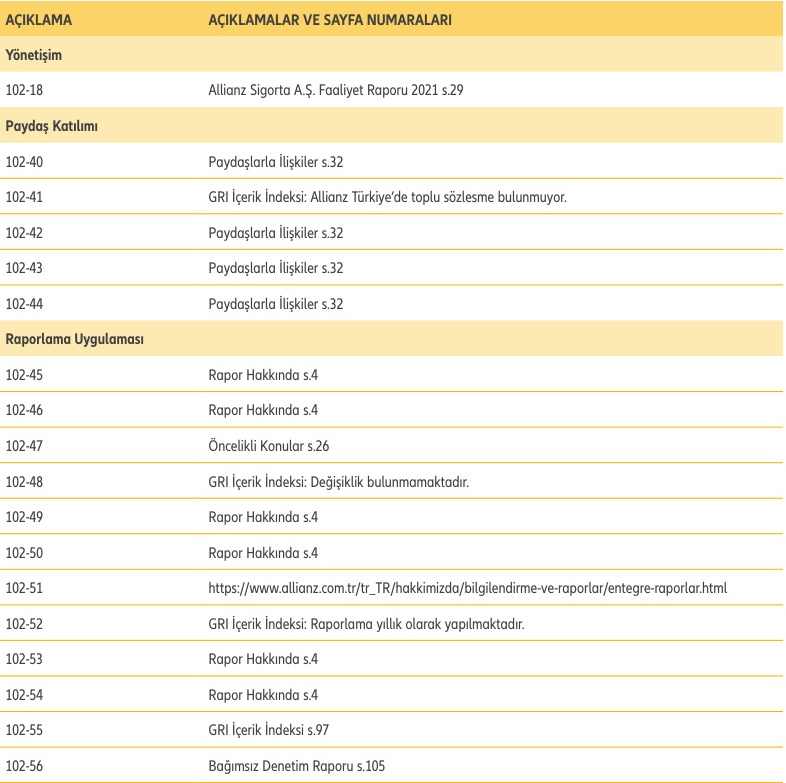 AÇIKLAMA AÇIKLAMALAR VE SAYFA NUMARALARI
Yönetişim
102-18 Allianz Sigorta A.Ş. Faaliyet Raporu 2021 s.29
Paydaş Katılımı
102-40 Paydaşlarla İlişkiler s.32
102-41 GRI İçerik İndeksi: Allianz Türkiye’de toplu sözleşme bulunmuyor.
102-42 Paydaşlarla İlişkiler s.32
102-43 Paydaşlarla İlişkiler s.32
102-44 Paydaşlarla İlişkiler s.32
Raporlama Uygulaması
102-45 Rapor Hakkında s.4
102-46 Rapor Hakkında s.4
102-47 Öncelikli Konular s.26
102-48 GRI İçerik İndeksi: Değişiklik bulunmamaktadır.
102-49 Rapor Hakkında s.4
102-50 Rapor Hakkında s.4
102-51 https://www.allianz.com.tr/tr_TR/hakkimizda/bilgilendirme-ve-raporlar/entegre-raporlar.html
102-52 GRI İçerik İndeksi: Raporlama yıllık olarak yapılmaktadır.
102-53 Rapor Hakkında s.4
102-54 Rapor Hakkında s.4
102-55 GRI İçerik İndeksi s.97
102-56 Bağımsız Denetim Raporu s.105